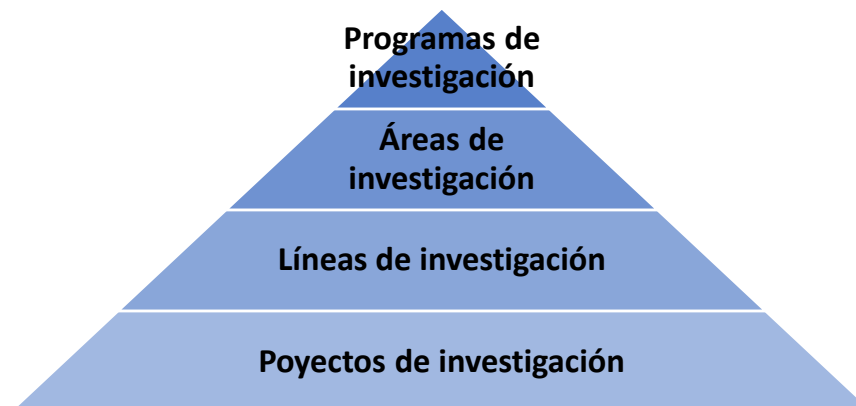 Programas de
investigación
Áreas de
investigación
Líneas de investigación
Poyectos de investigación